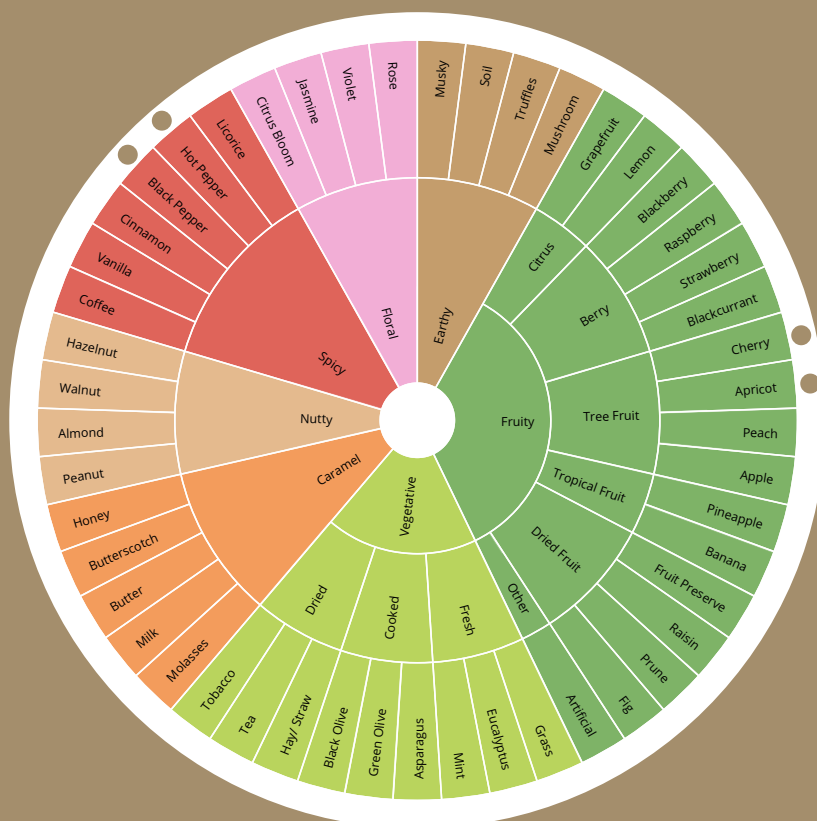 Musky
Soil
Truffles
Mushroom
Grapefruit
Lemon
Blackberry
Raspberry
Strawberry
Blackcurrant
Cherry
Apricot
Peach
Apple
Pineapple
Banana
Fruit Preserve
Raisin
Prune
Fig
Artificial
Grass
Eucalyptus
Mint
Asparagus
Green Olive
Black Olive
Hay/ Straw
Tea
Tobacco
Molasses
Milk
Butter
Butterscotch
Honey
Peanut
Almond
Walnut
Hazelnut
Coffee
Vanilla
Cinnamon
Black Pepper
Hot Pepper
Licorice
Citrus Bloom
Jasmine
Violet
Rose
Earthy
Citrus
Berry
Tree Fruit
Tropical Fruit
Dried Fruit
Other
Fruity
Fresh
Cooked
Dried
Vegetative
Caramel
Nutty
Spicy
Floral